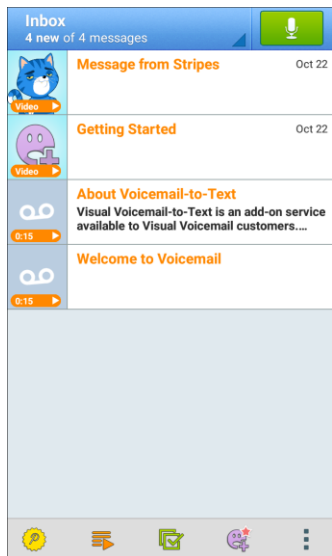 Inbox
4 new of 4 messages
Message from Stripes
Oct 22
Video
Getting Started
Oct 22
Video
About Voicemail-to-Text
Visual Voicemail-to-Text is an add-on service
available to Visual Voicemail customers....
0:15
Welcome to Voicemail
0:15